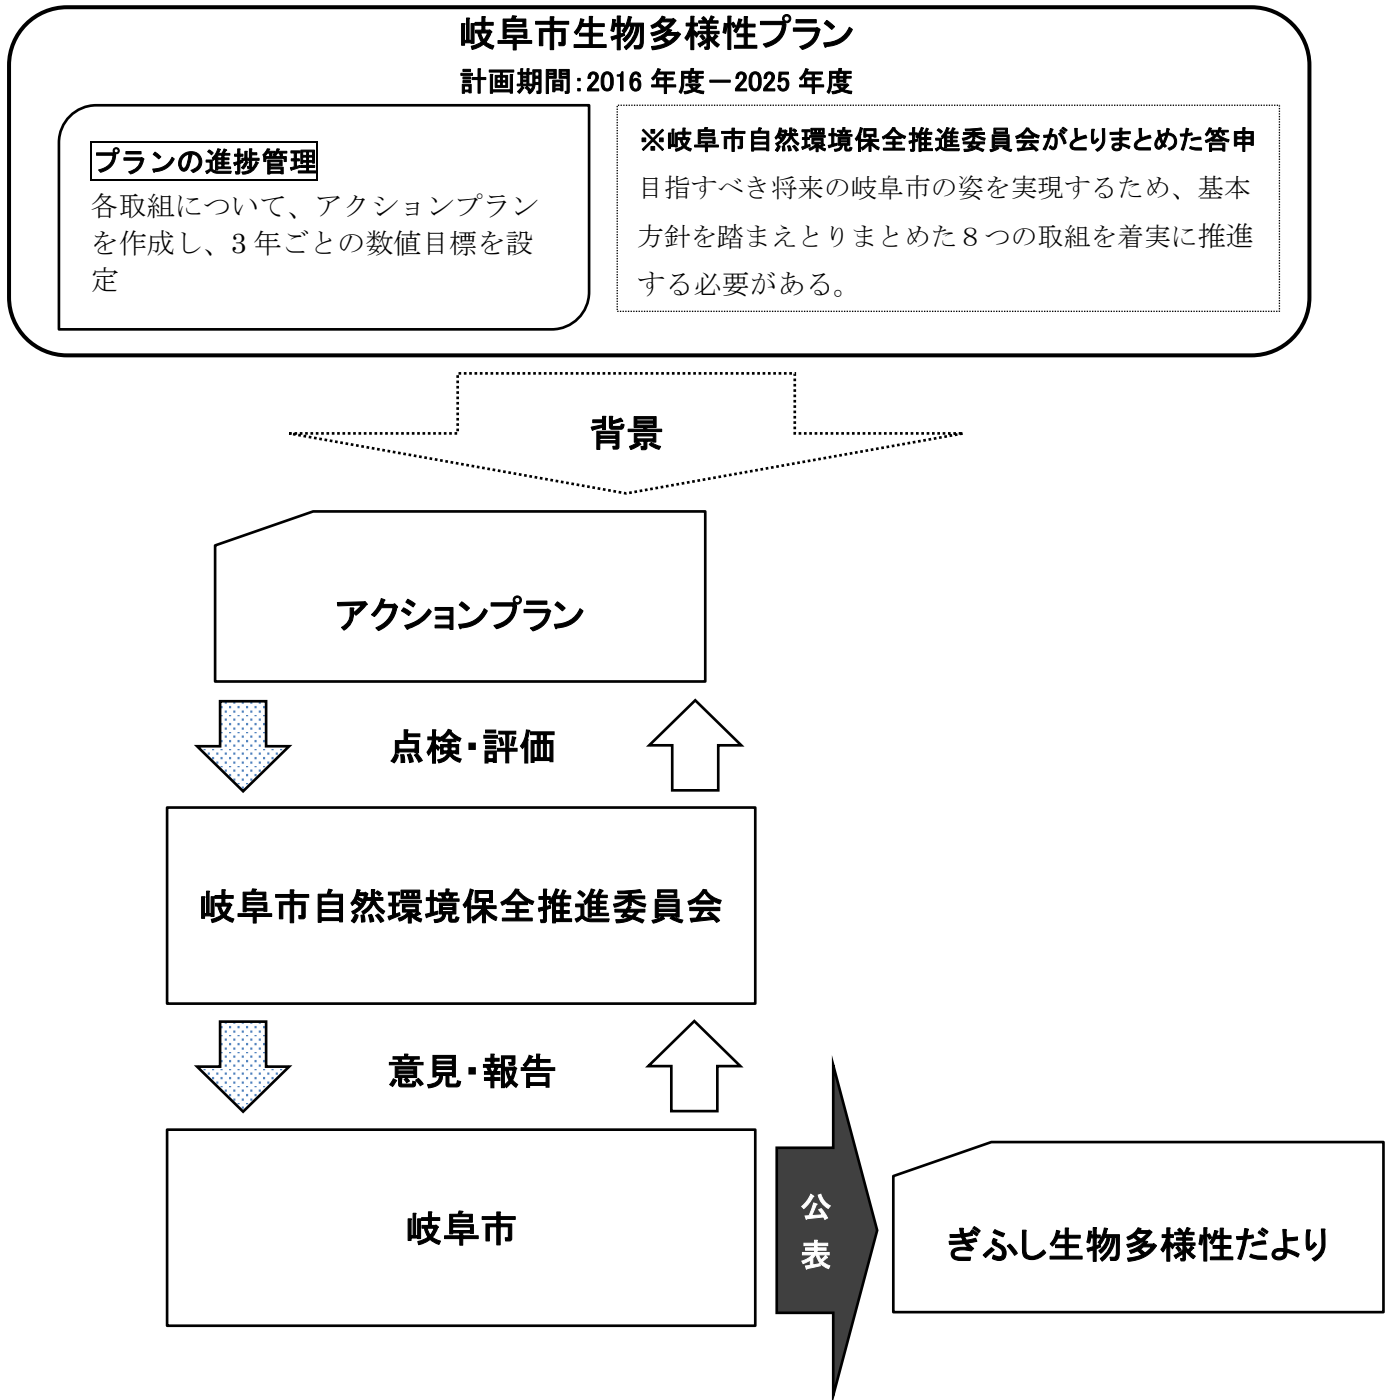 岐阜市生物多様性プラン
計画期間:2016 年度－2025 年度
プランの進捗管理
各取組について、アクションプラン
を作成し、3 年ごとの数値目標を設
定
※岐阜市自然環境保全推進委員会がとりまとめた答申
目指すべき将来の岐阜市の姿を実現するため、基本
方針を踏まえとりまとめた８つの取組を着実に推進
する必要がある。
背景
アクションプラン
点検・評価
岐阜市自然環境保全推進委員会
意見・報告
岐阜市
公
表
ぎふし生物多様性だより